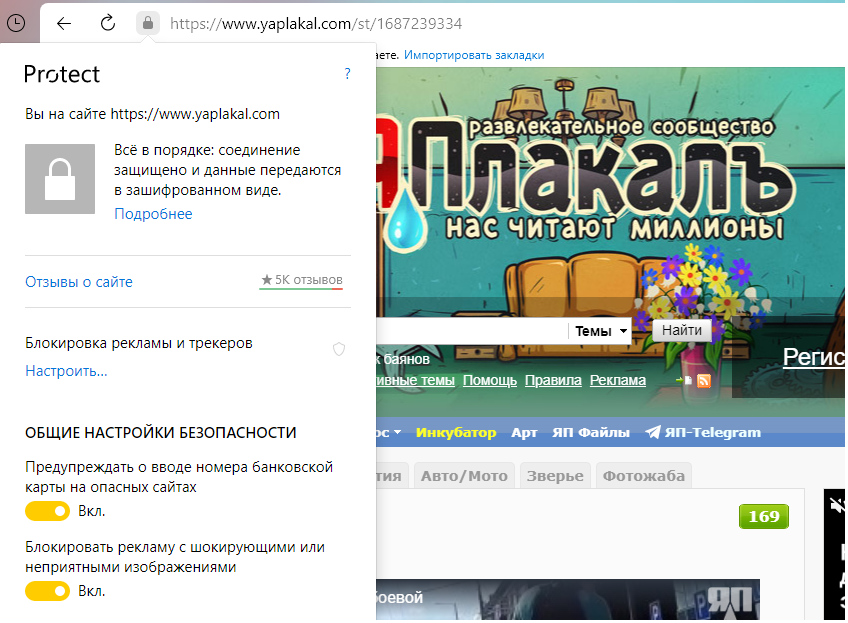 https://www.yaplakal.com/st/1687239334
Импортировать закладки
Protect
?
Вы на сайте https://www.yaplakal.com
Всё в порядке: соединение
защищено и данные передаются
в зашифрованном виде.
Подробнее
Отзывы о сайте
5K отзывов
Блокировка рекламы и трекеров
Настроить...
ОБЩИЕ НАСТРОЙКИ БЕЗОПАСНОСТИ
Предупреждать о вводе номера банковской
карты на опасных сайтах
Вкл.
Блокировать рекламу с шокирующими или
неприятными изображениями
Вкл.
развлекательное сообщество
ЯПлакалъ
нас читают миллионы
Темы
Найти
к баянов
ивные темы Помощь Правила Реклама
Регис
ос Инкубатор Арт ЯП Файлы ЯП-Telegram
тия Авто/Мото Зверье Фотожаба
169
боевой
ЯП